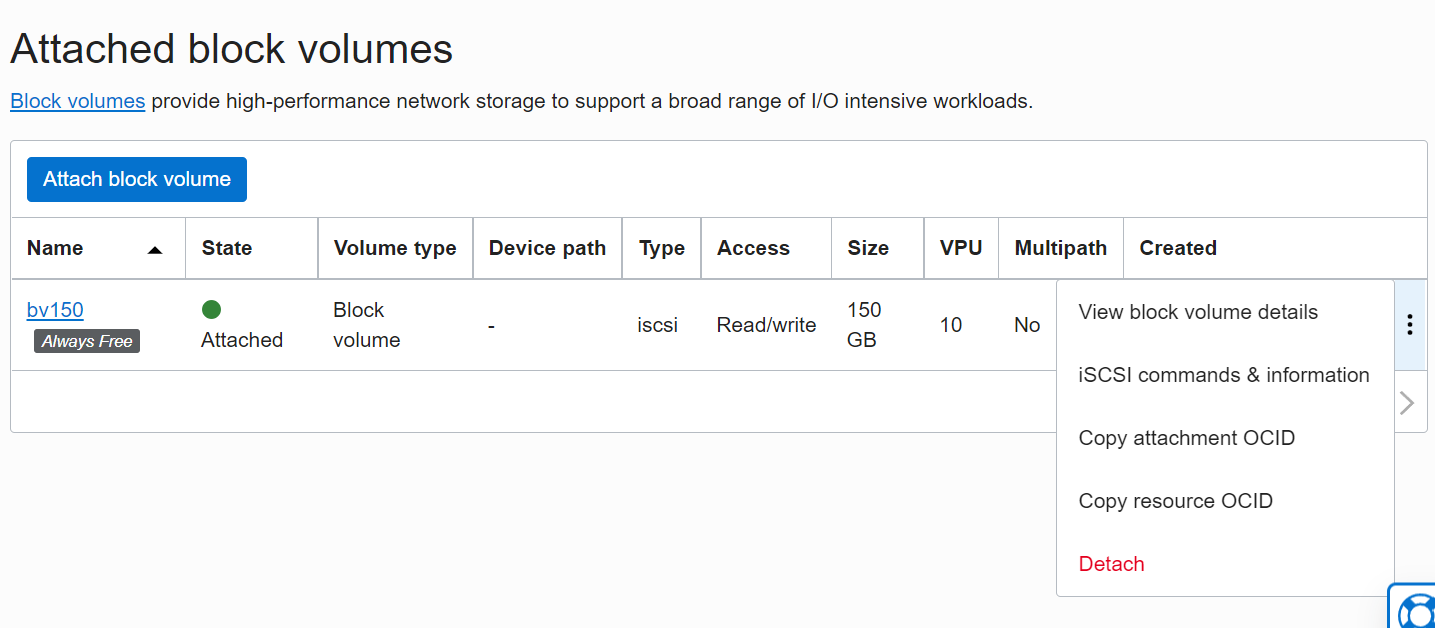 Attached block volumes
Block volumes provide high-performance network storage to support a broad range of I/O intensive workloads.
Attach block volume
Name State Volume type Device path Type Access Size VPU Multipath Created
bv150
Always Free
Attached
Block
volume
-
iscsi
Read/write
150
GB
10
No
View block volume details
iSCSI commands & information
Copy attachment OCID
Copy resource OCID
Detach